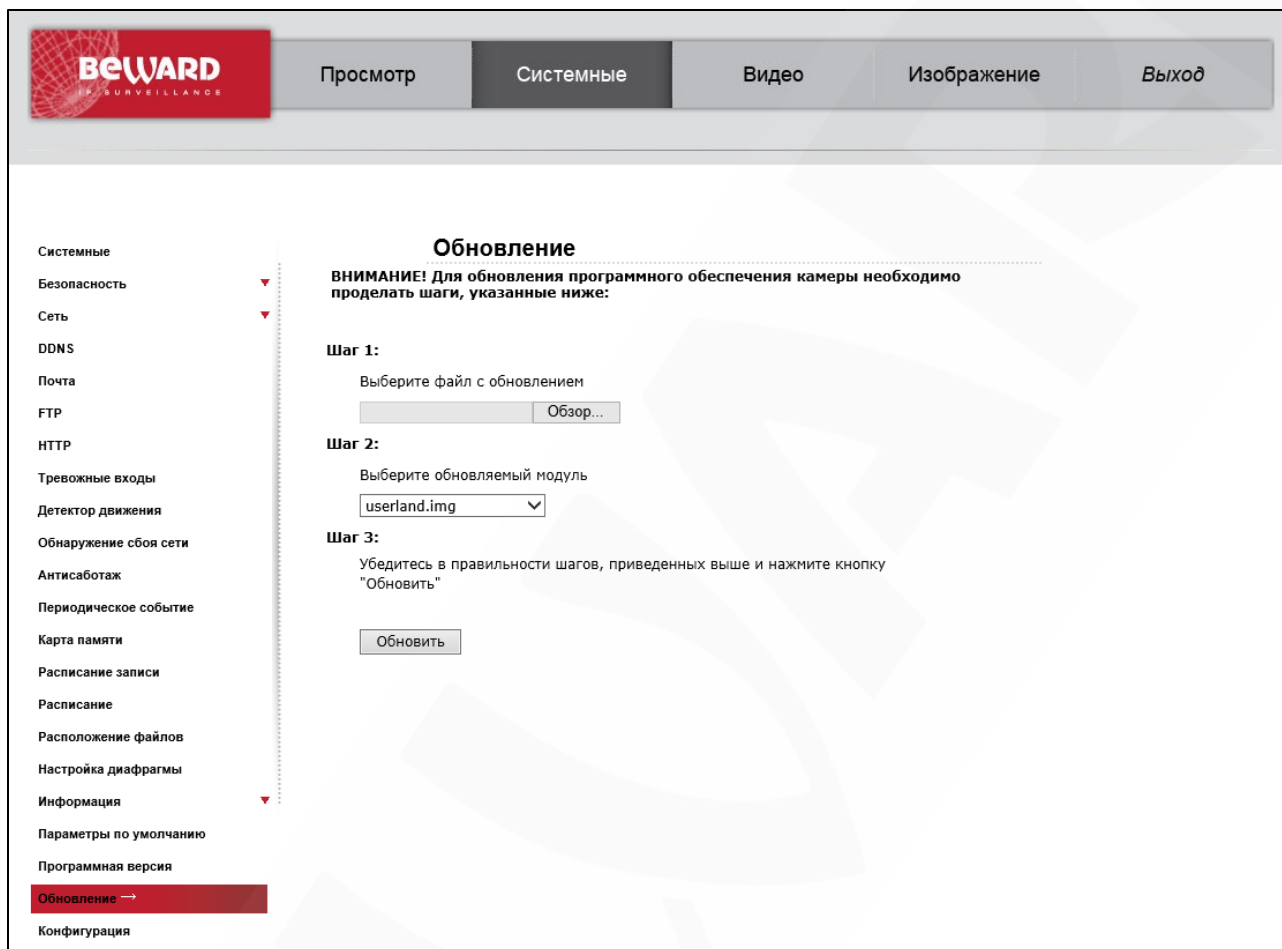 BEWARD
IP SURVEILLANCE
Просмотр
Системные
Видео
Изображение
Выход
Системные
Безопасность
Сеть
DDNS
Почта
FTP
HTTP
Тревожные входы
Детектор движения
Обнаружение сбоя сети
Антисаботаж
Периодическое событие
Карта памяти
Расписание записи
Расписание
Расположение файлов
Настройка диафрагмы
Информация
Параметры по умолчанию
Программная версия
Обновление →
Конфигурация
Обновление
ВНИМАНИЕ! Для обновления программного обеспечения камеры необходимо
проделать шаги, указанные ниже:
Шаг 1:
Выберите файл с обновлением
Обзор...
Шаг 2:
Выберите обновляемый модуль
userland.img
Шаг 3:
Убедитесь в правильности шагов, приведенных выше и нажмите кнопку
"Обновить"
Обновить